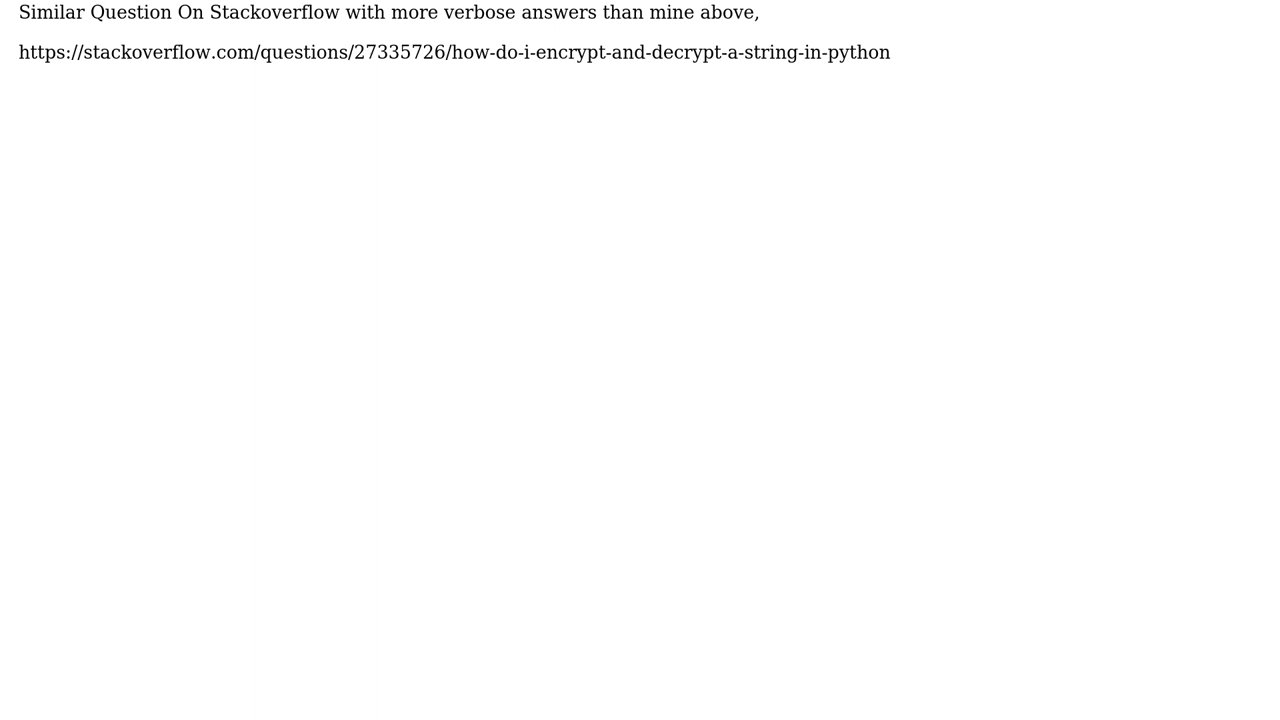 Similar Question On Stackoverflow with more verbose answers than mine above,
https://stackoverflow.com/questions/27335726/how-do-i-encrypt-and-decrypt-a-string-in-python